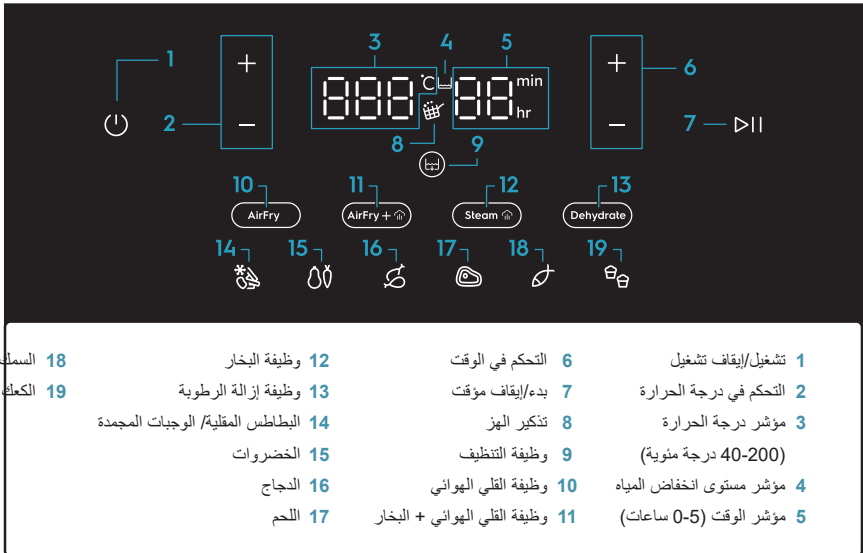 3
4
5
1
+
°C
min
+
6
2
−
888
88
hr
−
7
8
9
10
11
12
13
AirFry
AirFry +
Steam
Dehydrate
14
15
16
17
18
19
1 تشغيل/إيقاف تشغيل
2 التحكم في درجة الحرارة
3 مؤشر درجة الحرارة
(40-200 درجة مئوية)
4 مؤشر مستوى انخفاض المياه
5 مؤشر الوقت (0-5 ساعات)
6 التحكم في الوقت
7 بدء/إيقاف مؤقت
8 تذكير الهز
9 وظيفة التنظيف
10 وظيفة القلي الهوائي
11 وظيفة القلي الهوائي + البخار
12 وظيفة البخار
13 وظيفة إزالة الرطوبة
14 البطاطس المقلية/ الوجبات المجمدة
15 الخضروات
16 الدجاج
17 اللحم
18 السمك
19 الكعك